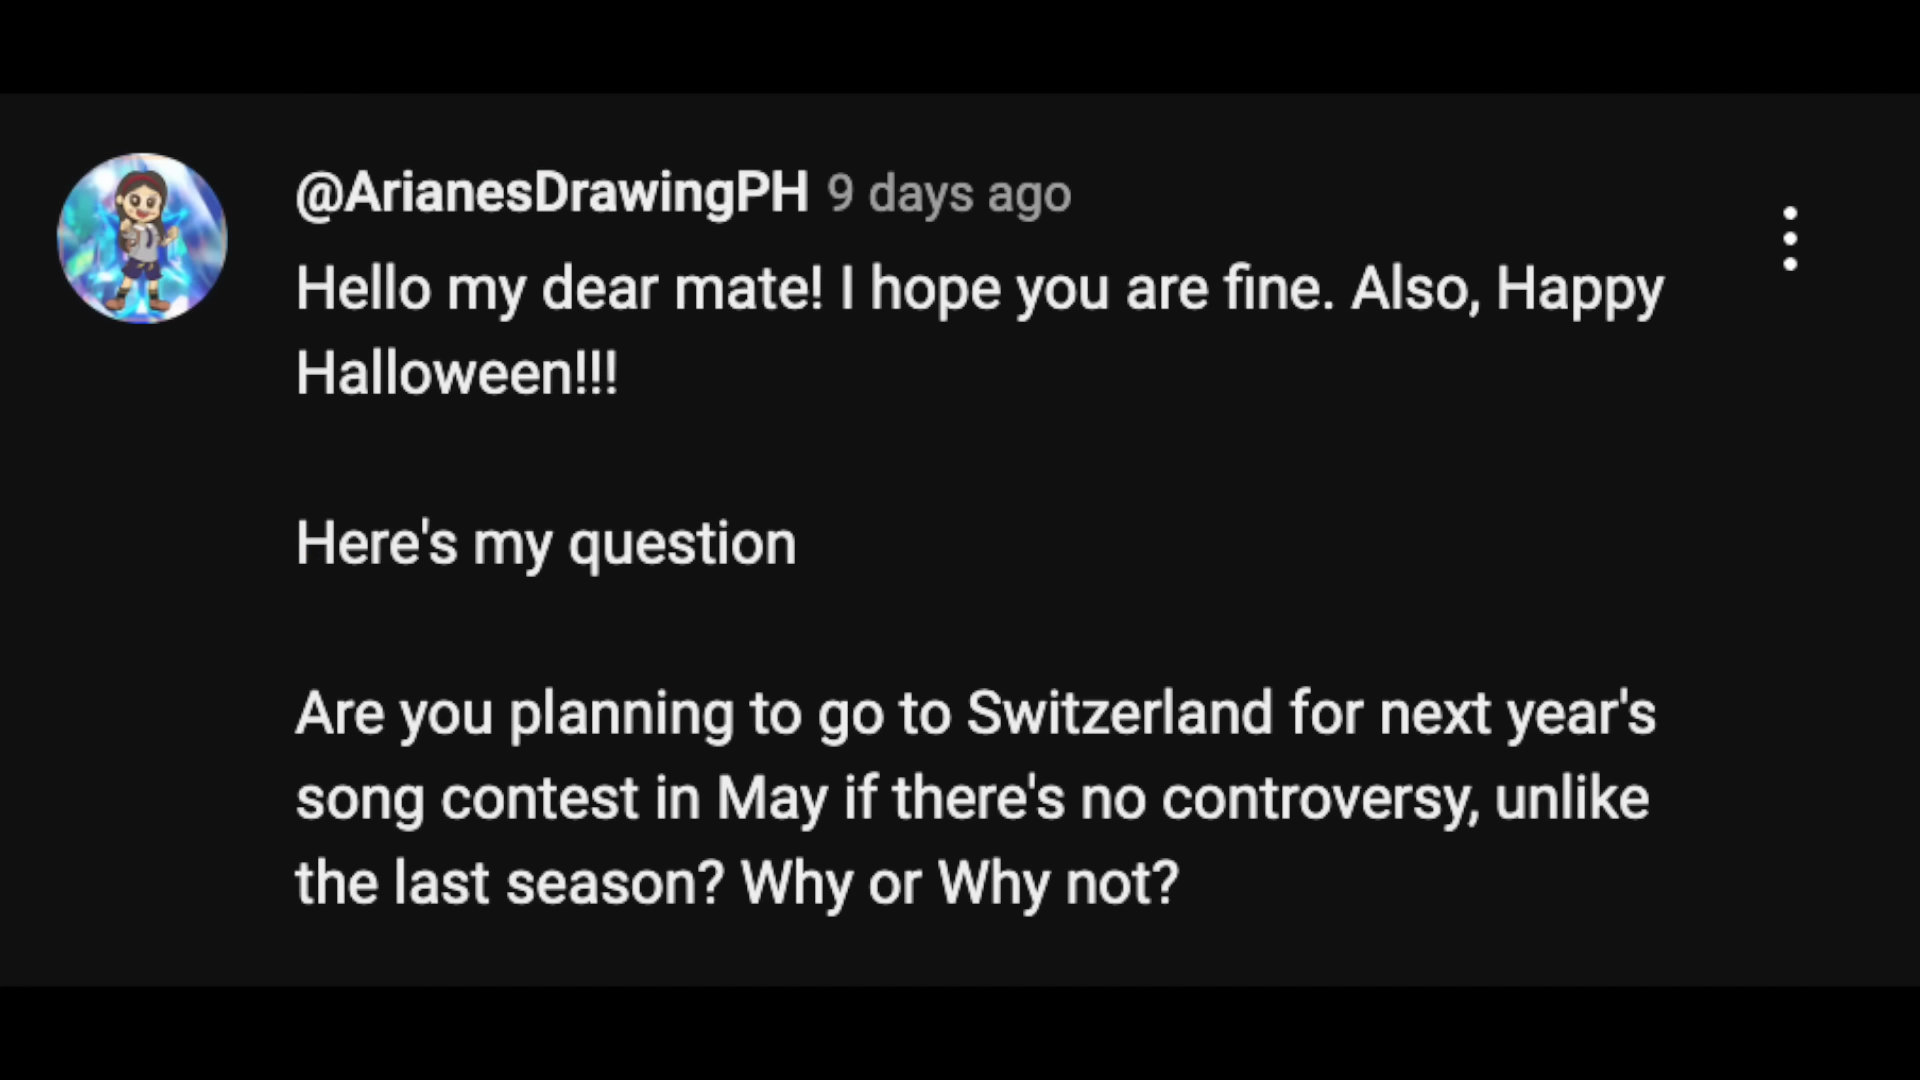 @ArianesDrawingPH 9 days ago
Hello my dear mate! I hope you are fine. Also, Happy
Halloween!!!
Here's my question
Are you planning to go to Switzerland for next year's
song contest in May if there's no controversy, unlike
the last season? Why or Why not?